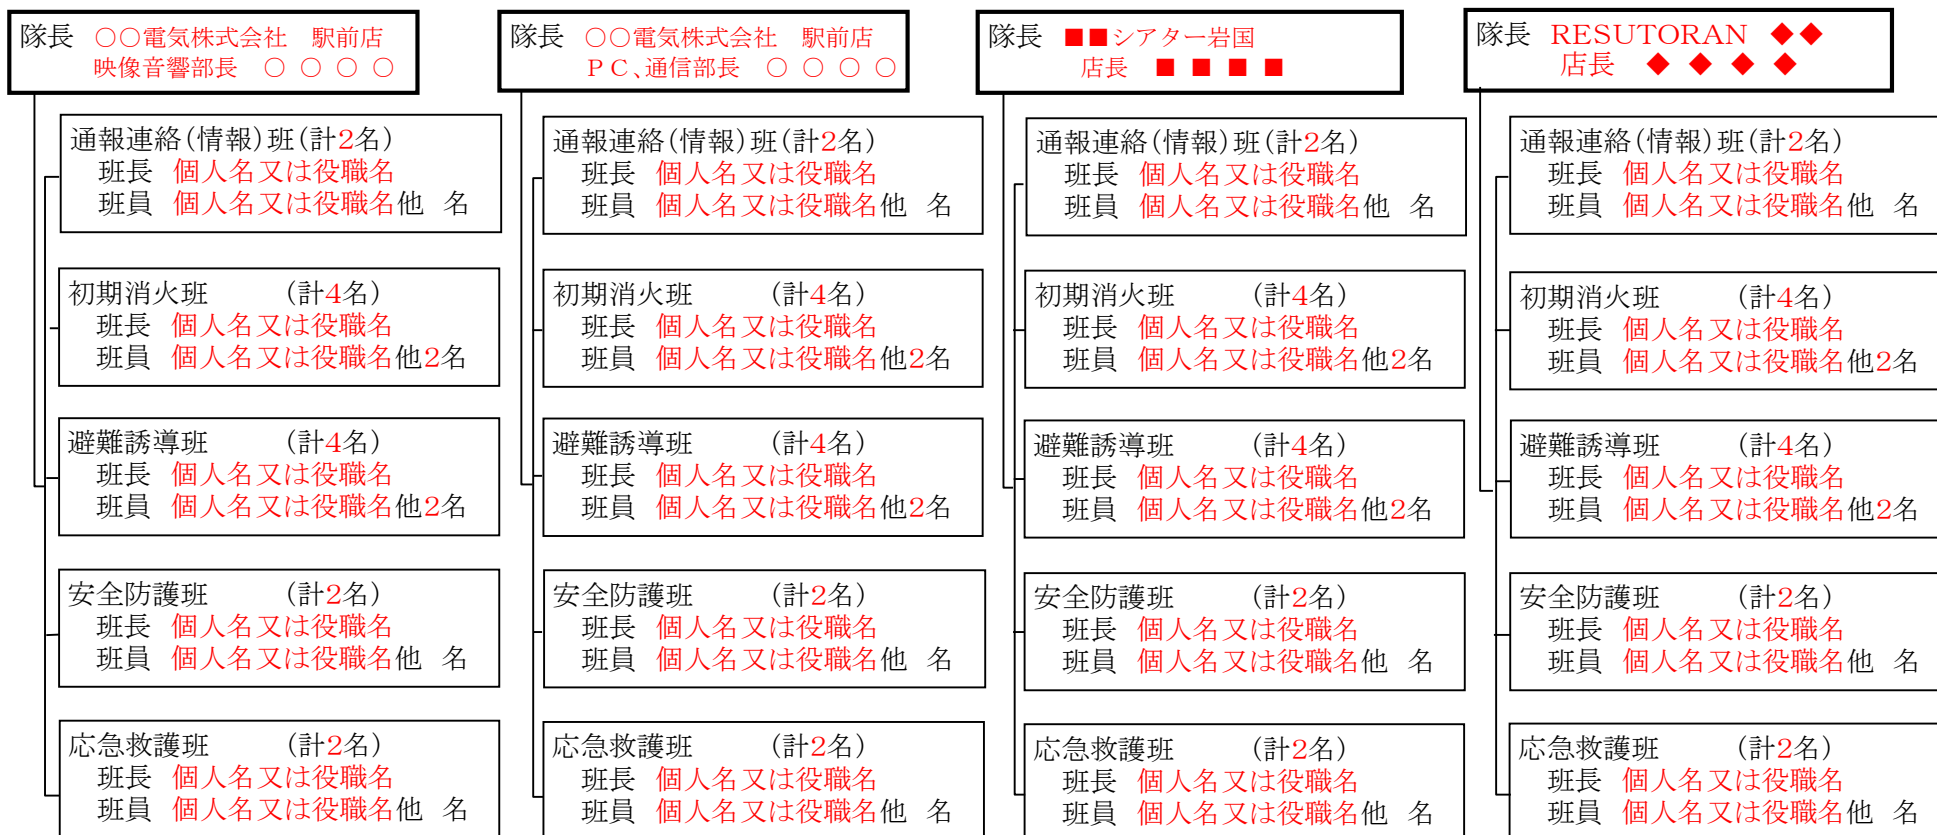 隊長 ○○電気株式会社 駅前店
映像音響部長 ○ ○ ○ ○
通報連絡(情報)班(計2名)
班長 個人名又は役職名
班員 個人名又は役職名他 名
初期消火班 (計4名)
班長 個人名又は役職名
班員 個人名又は役職名他2名
避難誘導班 (計4名)
班長 個人名又は役職名
班員 個人名又は役職名他2名
安全防護班 (計2名)
班長 個人名又は役職名
班員 個人名又は役職名他 名
応急救護班 (計2名)
班長 個人名又は役職名
班員 個人名又は役職名他 名
隊長 ○○電気株式会社 駅前店
PC、通信部長 ○ ○ ○ ○
通報連絡(情報)班(計2名)
班長 個人名又は役職名
班員 個人名又は役職名他 名
初期消火班 (計4名)
班長 個人名又は役職名
班員 個人名又は役職名他2名
避難誘導班 (計4名)
班長 個人名又は役職名
班員 個人名又は役職名他2名
安全防護班 (計2名)
班長 個人名又は役職名
班員 個人名又は役職名他 名
応急救護班 (計2名)
班長 個人名又は役職名
班員 個人名又は役職名他 名
隊長 ■■シアター岩国
店長 ■ ■ ■ ■
通報連絡(情報)班(計2名)
班長 個人名又は役職名
班員 個人名又は役職名他 名
初期消火班 (計4名)
班長 個人名又は役職名
班員 個人名又は役職名他2名
避難誘導班 (計4名)
班長 個人名又は役職名
班員 個人名又は役職名他2名
安全防護班 (計2名)
班長 個人名又は役職名
班員 個人名又は役職名他 名
応急救護班 (計2名)
班長 個人名又は役職名
班員 個人名又は役職名他 名
隊長 RESUTORAN ◆◆
店長 ◆ ◆ ◆ ◆
通報連絡(情報)班(計2名)
班長 個人名又は役職名
班員 個人名又は役職名他 名
初期消火班 (計4名)
班長 個人名又は役職名
班員 個人名又は役職名他2名
避難誘導班 (計4名)
班長 個人名又は役職名
班員 個人名又は役職名他2名
安全防護班 (計2名)
班長 個人名又は役職名
班員 個人名又は役職名他 名
応急救護班 (計2名)
班長 個人名又は役職名
班員 個人名又は役職名他 名